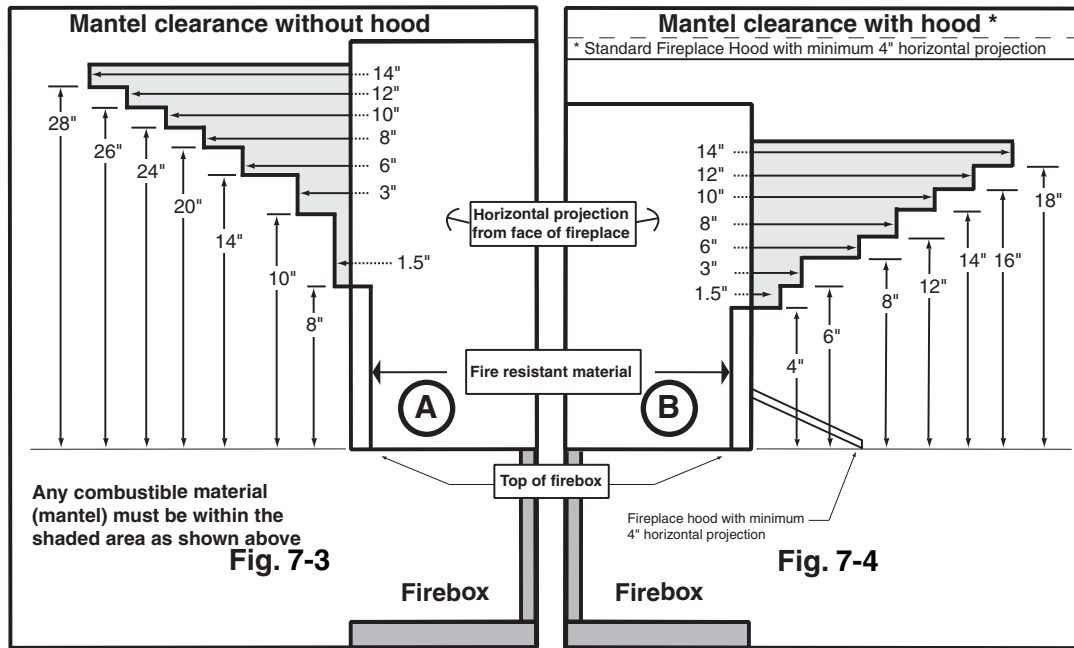 Mantel clearance without hood
14"
12"
10"
8"
6"
3"
1.5"
28"
26"
24"
20"
14"
10"
8"
A
Any combustible material
(mantel) must be within the
shaded area as shown above
Fig. 7-3
Firebox
Horizontal projection
from face of fireplace
Fire resistant material
Top of firebox
Mantel clearance with hood *
* Standard Fireplace Hood with minimum 4" horizontal projection
14"
12"
10"
8"
6"
3"
1.5"
4"
6"
8"
12"
14"
16"
18"
B
Fireplace hood with minimum
4" horizontal projection
Fig. 7-4
Firebox